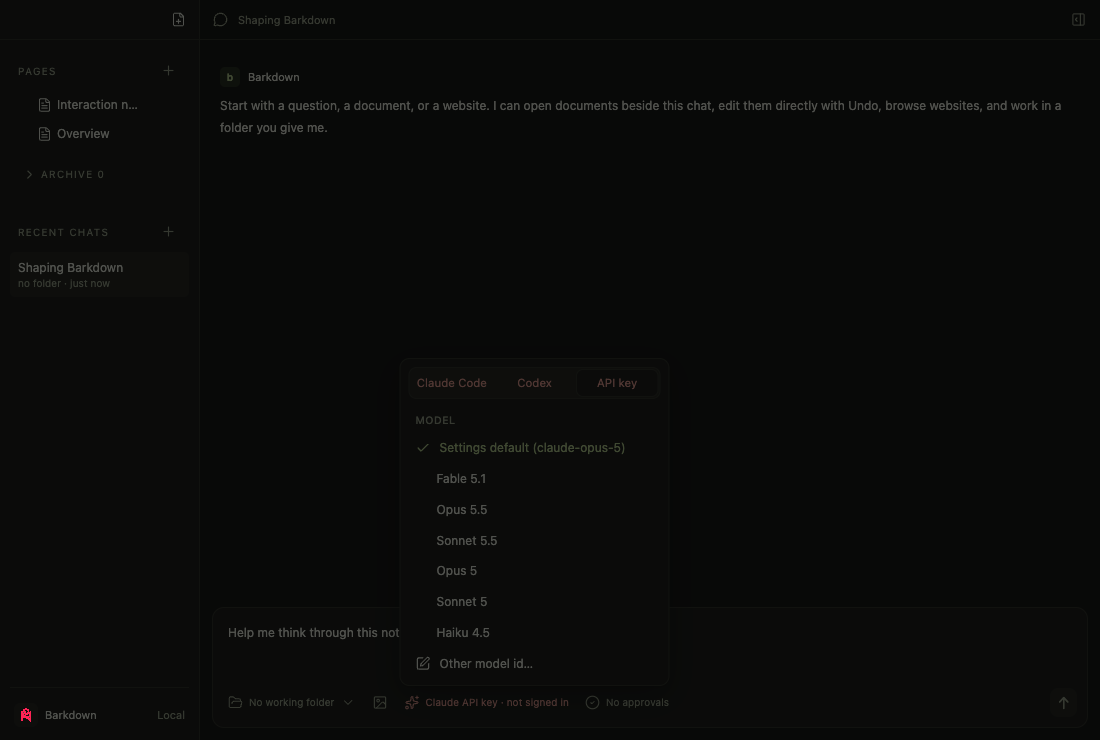 Shaping Barkdown
PAGES
Interaction n...
Overview
ARCHIVE 0
RECENT CHATS
Shaping Barkdown
no folder · just now
b Barkdown
Start with a question, a document, or a website. I can open documents beside this chat, edit them directly with Undo, browse websites, and work in a
folder you give me.
Claude Code Codex API key
MODEL
Settings default (claude-opus-5)
Fable 5.1
Opus 5.5
Sonnet 5.5
Opus 5
Sonnet 5
Haiku 4.5
Other model id...
Help me think through this not
No working folder Claude API key · not signed in No approvals
Barkdown Local